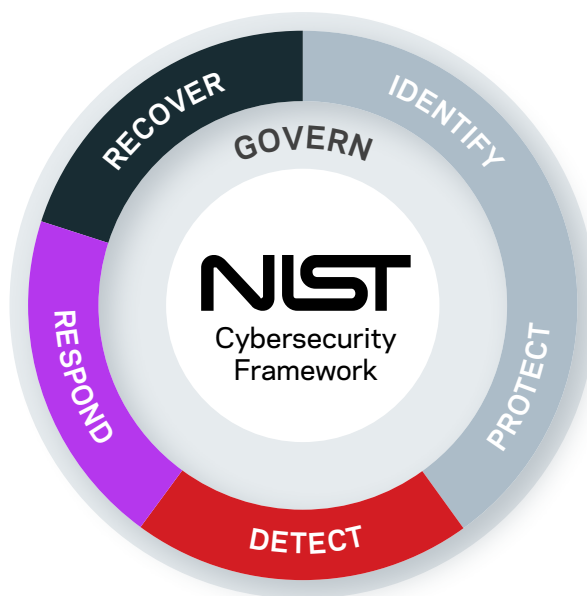 RECOVER
IDENTIFY
GOVERN
NIST
Cybersecurity
Framework
RESPOND
PROTECT
DETECT